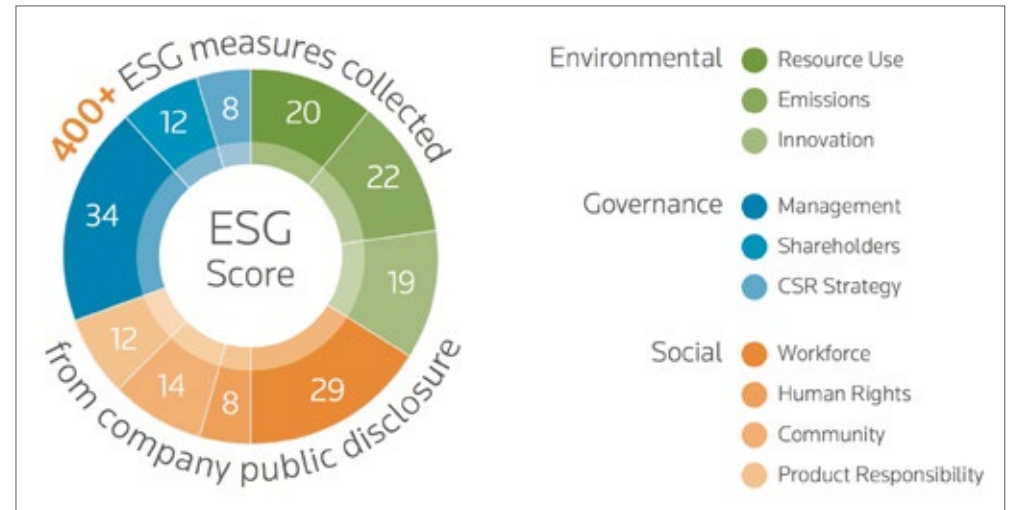 400+ ESG measures collected
from company public disclosure
ESG
Score
20
22
19
29
8
14
12
34
12
8
Environmental
Resource Use
Emissions
Innovation
Governance
Management
Shareholders
CSR Strategy
Social
Workforce
Human Rights
Community
Product Responsibility